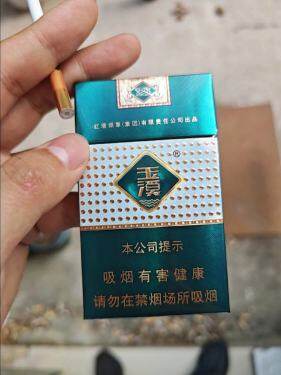 红塔烟草(集团)有限责任公司出品
玉溪®
本公司提示
吸烟有害健康
请勿在禁烟场所吸烟